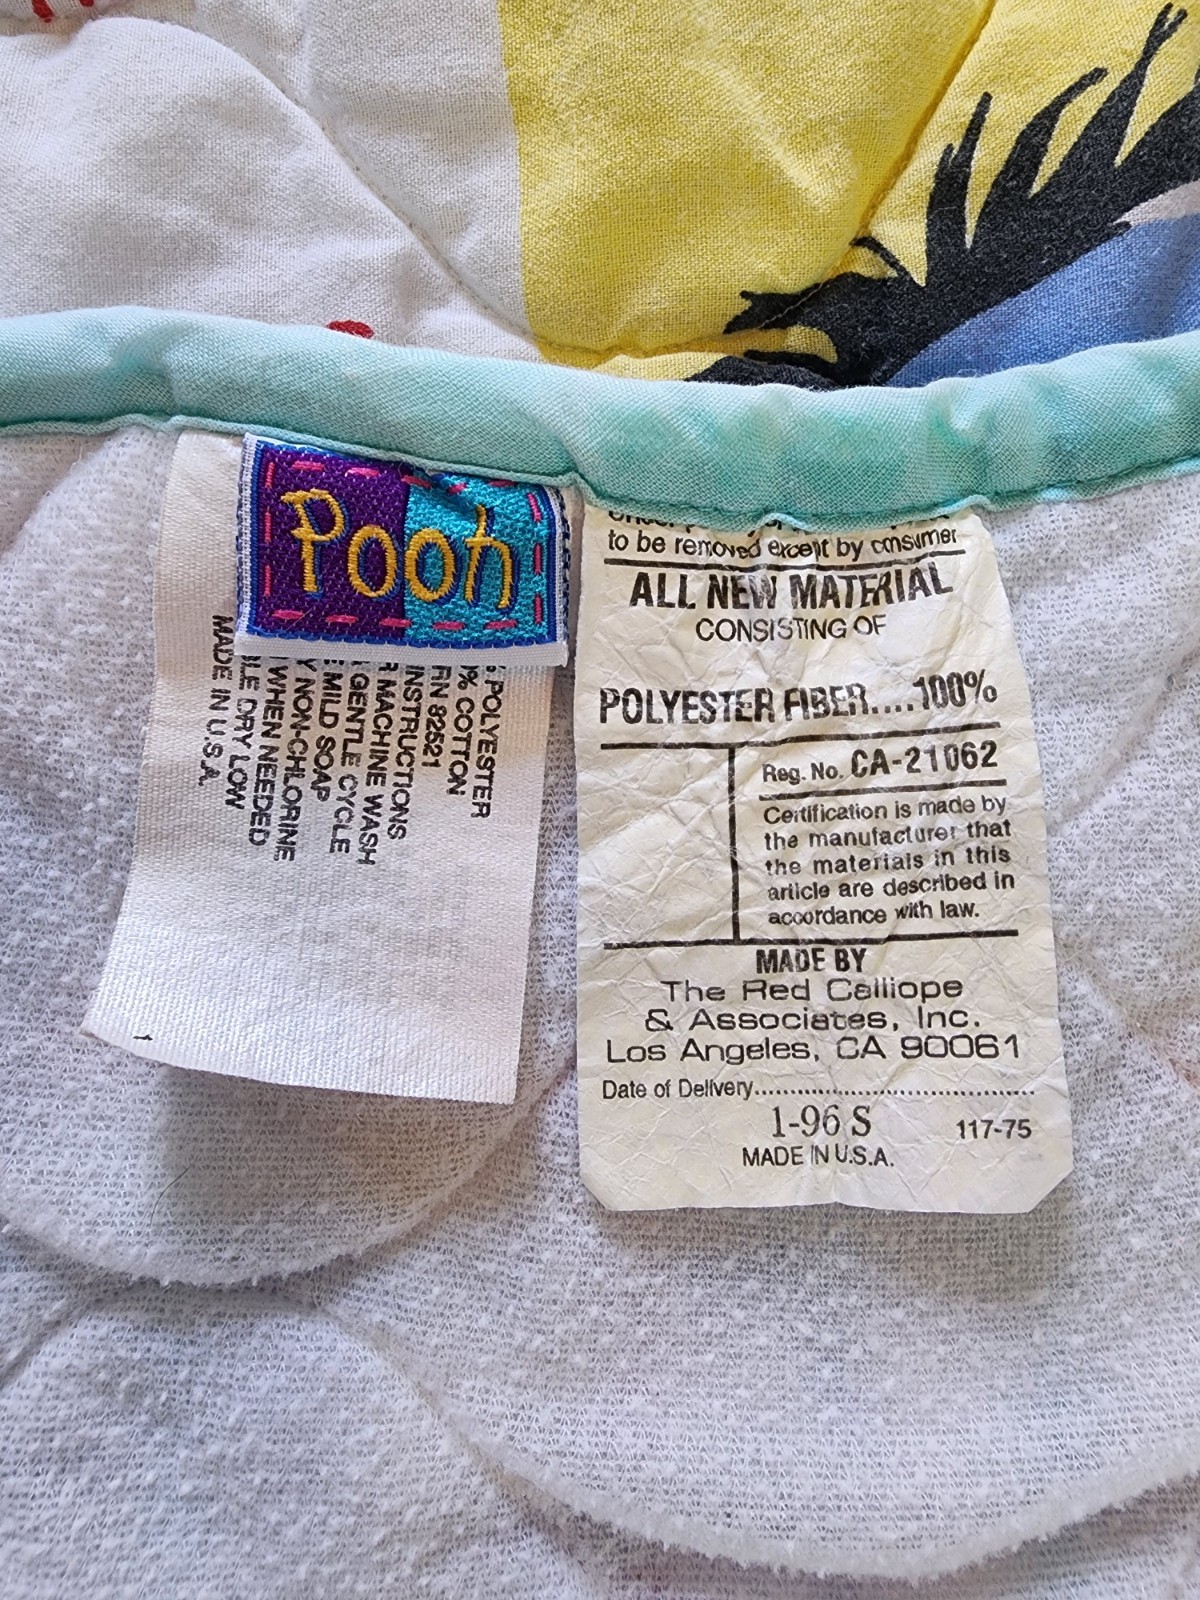 Pooh
POLYESTER
% COTTON
RN 82521
INSTRUCTIONS
MACHINE WASH
GENTLE CYCLE
MILD SOAP
NON-CHLORINE
WHEN NEEDED
DRY LOW
MADE IN U.S.A.
to be removed except by consumer
ALL NEW MATERIAL
CONSISTING OF
POLYESTER FIBER....100%
Reg. No. CA-21062
Certification is made by
the manufacturer that
the materials in this
article are described in
accordance with law.
MADE BY
The Red Calliope
& Associates, Inc.
Los Angeles, CA 90061
Date of Delivery....................................
1-96 S 117-75
MADE IN U.S.A.